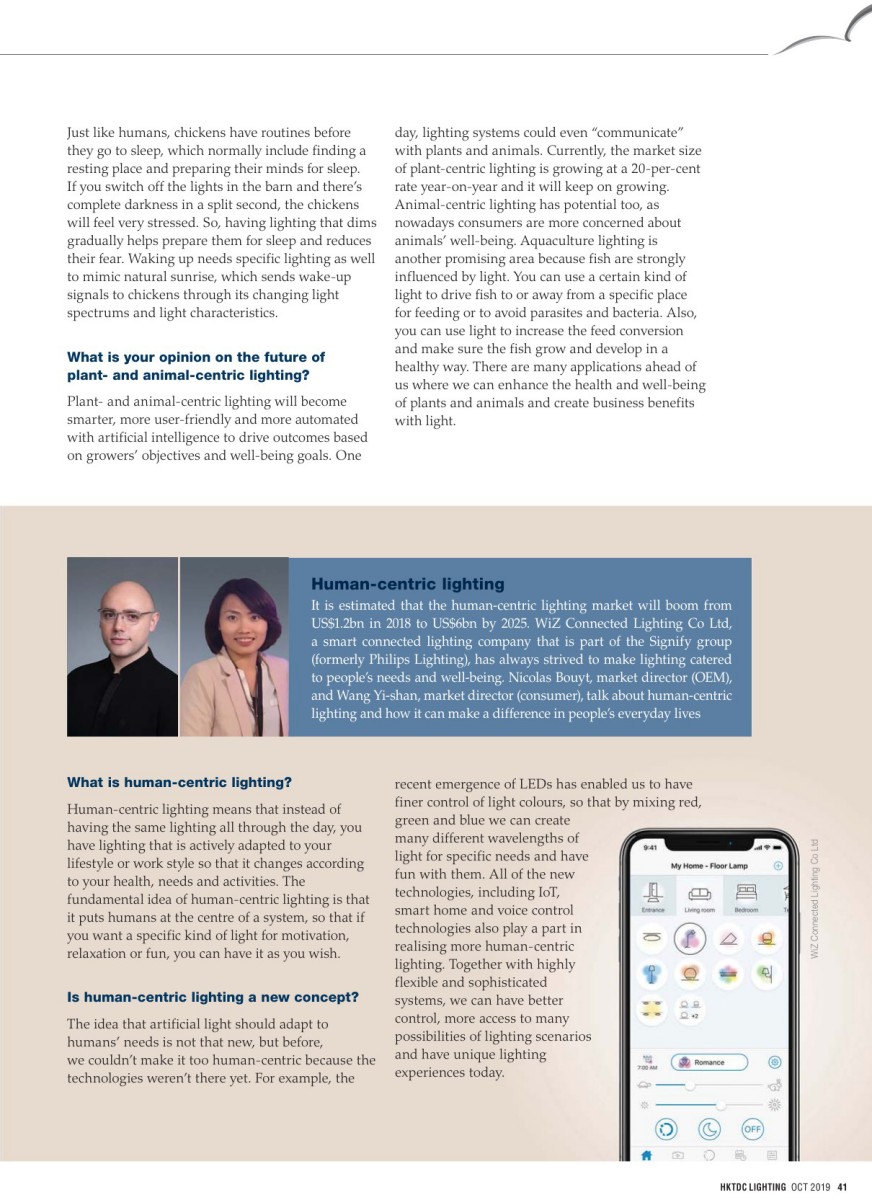 Just like humans, chickens have routines before
they go to sleep, which normally include finding a
resting place and preparing their minds for sleep.
If you switch off the lights in the barn and there's
complete darkness in a split second, the chickens
will feel very stressed. So, having lighting that dims
gradually helps prepare them for sleep and reduces
their fear. Waking up needs specific lighting as well
to mimic natural sunrise, which sends wake-up
signals to chickens through its changing light
spectrums and light characteristics.
What is your opinion on the future of
plant- and animal-centric lighting?
Plant- and animal-centric lighting will become
smarter, more user-friendly and more automated
with artificial intelligence to drive outcomes based
on growers' objectives and well-being goals. One
day, lighting systems could even “communicate”
with plants and animals. Currently, the market size
of plant-centric lighting is growing at a 20-per-cent
rate year-on-year and it will keep on growing.
Animal-centric lighting has potential too, as
nowadays consumers are more concerned about
animals' well-being. Aquaculture lighting is
another promising area because fish are strongly
influenced by light. You can use a certain kind of
light to drive fish to or away from a specific place
for feeding or to avoid parasites and bacteria. Also,
you can use light to increase the feed conversion
and make sure the fish grow and develop in a
healthy way. There are many applications ahead of
us where we can enhance the health and well-being
of plants and animals and create business benefits
with light.
Human-centric lighting
It is estimated that the human-centric lighting market will boom from
US$1.2bn in 2018 to US$6bn by 2025. WiZ Connected Lighting Co Ltd,
a smart connected lighting company that is part of the Signify group
(formerly Philips Lighting), has always strived to make lighting catered
to people's needs and well-being. Nicolas Bouyt, market director (OEM),
and Wang Yi-shan, market director (consumer), talk about human-centric
lighting and how it can make a difference in people's everyday lives
What is human-centric lighting?
Human-centric lighting means that instead of
having the same lighting all through the day, you
have lighting that is actively adapted to your
lifestyle or work style so that it changes according
to your health, needs and activities. The
fundamental idea of human-centric lighting is that
it puts humans at the centre of a system, so that if
you want a specific kind of light for motivation,
relaxation or fun, you can have it as you wish.
Is human-centric lighting a new concept?
The idea that artificial light should adapt to
humans' needs is not that new, but before,
we couldn't make it too human-centric because the
technologies weren't there yet. For example, the
recent emergence of LEDs has enabled us to have
finer control of light colours, so that by mixing red,
green and blue we can create
many different wavelengths of
light for specific needs and have
fun with them. All of the new
technologies, including IoT,
smart home and voice control
technologies also play a part in
realising more human-centric
lighting. Together with highly
flexible and sophisticated
systems, we can have better
control, more access to many
possibilities of lighting scenarios
and have unique lighting
experiences today.
9:41
My Home - Floor Lamp
Entrance
Living room
Bedroom
+2
7:00 AM
Romance
OFF
WiZ Connected Lighting Co Ltd
HKTDC LIGHTING OCT 2019 41